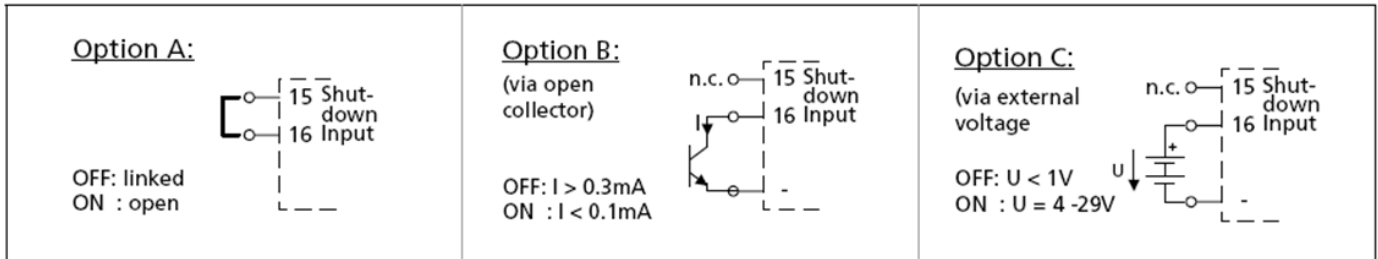 Option A:
15 Shut-
down
16 Input
OFF: linked
ON : open
Option B:
(via open
collector)
n.c.
15 Shut-
down
I
16 Input
-
OFF: I > 0.3mA
ON : I < 0.1mA
Option C:
(via external
voltage
n.c.
15 Shut-
down
16 Input
+
U
-
OFF: U < 1V
ON : U = 4 -29V